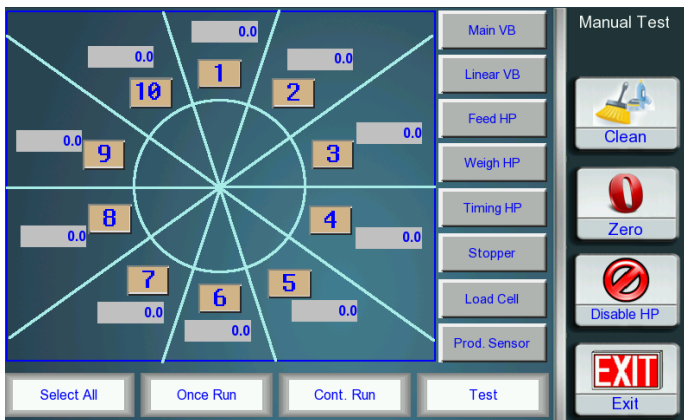 Manual Test
0.0
0.0
0.0
1
10
2
0.0
0.0
9
3
8
4
0.0
0.0
7
5
6
0.0
0.0
0.0
Main VB
Linear VB
Feed HP
Weigh HP
Timing HP
Stopper
Load Cell
Prod. Sensor
Clean
0
Zero
Disable HP
EXIT
Exit
Select All
Once Run
Cont. Run
Test